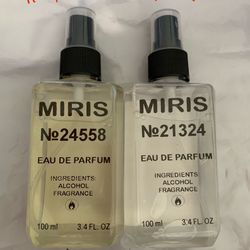 MIRIS
№24558
EAU DE PARFUM
INGREDIENTS:
ALCOHOL
FRAGRANCE
100 ml 3.4 FL. OZ
MIRIS
№21324
EAU DE PARFUM
INGREDIENTS:
ALCOHOL
FRAGRANCE
100 ml 3.4 FL. OZ